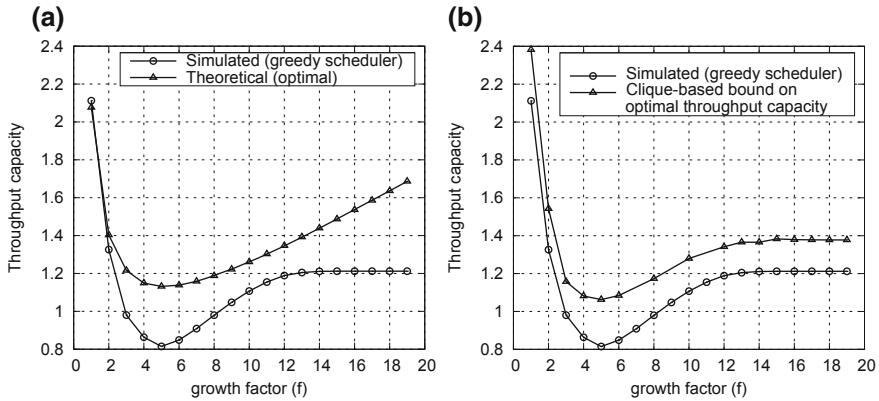 (a)
2.4
2.2
2
1.8
1.6
1.4
1.2
1
0.8
Throughput capacity
Simulated (greedy scheduler)
Theoretical (optimal)
0 2 4 6 8 10 12 14 16 18 20
growth factor (f)
(b)
2.4
2.2
2
1.8
1.6
1.4
1.2
1
0.8
Throughput capacity
Simulated (greedy scheduler)
Clique-based bound on
optimal throughput capacity
0 2 4 6 8 10 12 14 16 18 20
growth factor (f)